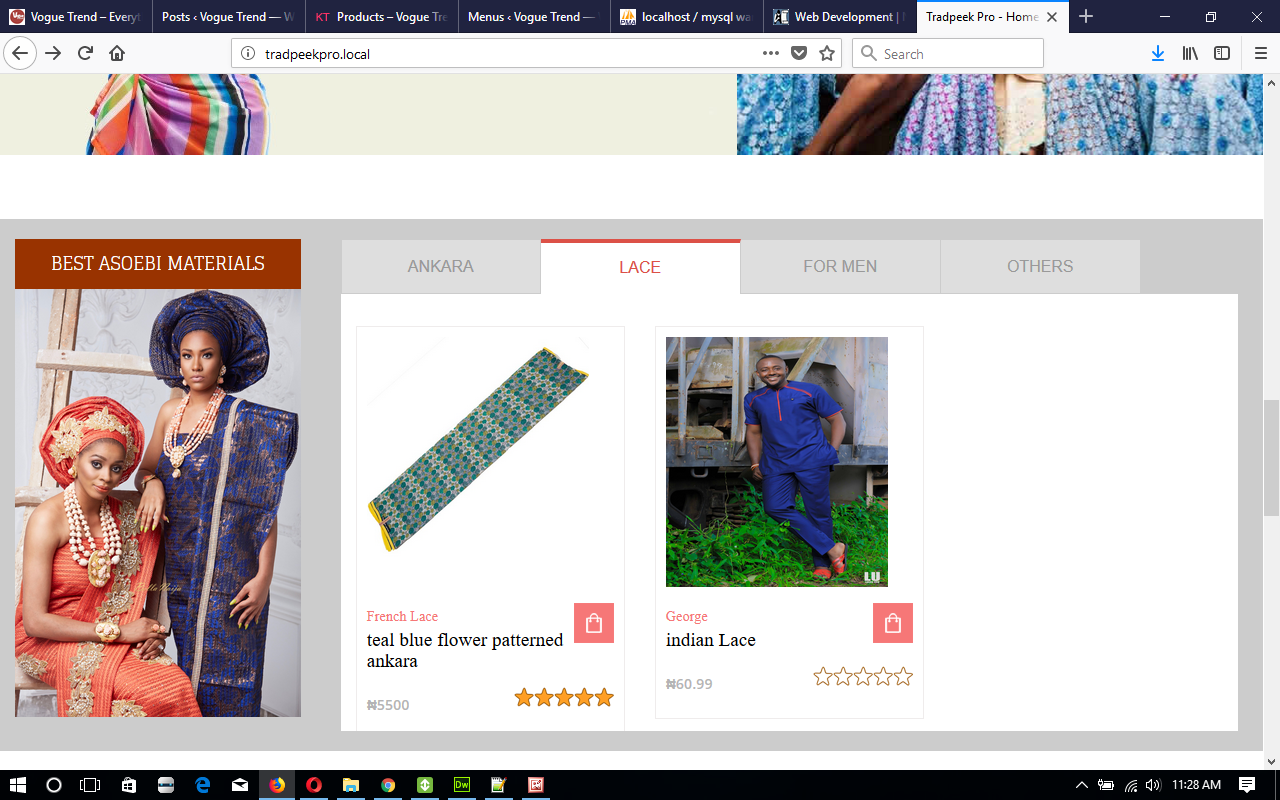 Vogue Trend – Everyt
Posts ‹ Vogue Trend — W
KT Products – Vogue Tre
Menus ‹ Vogue Trend —
localhost / mysql wa
Web Development |
Tradpeek Pro - Home
tradpeekpro.local
Search
BEST ASOEBI MATERIALS
ANKARA
LACE
FOR MEN
OTHERS
French Lace
teal blue flower patterned
ankara
₦5500
LU
George
indian Lace
₦60.99
Dw
11:28 AM